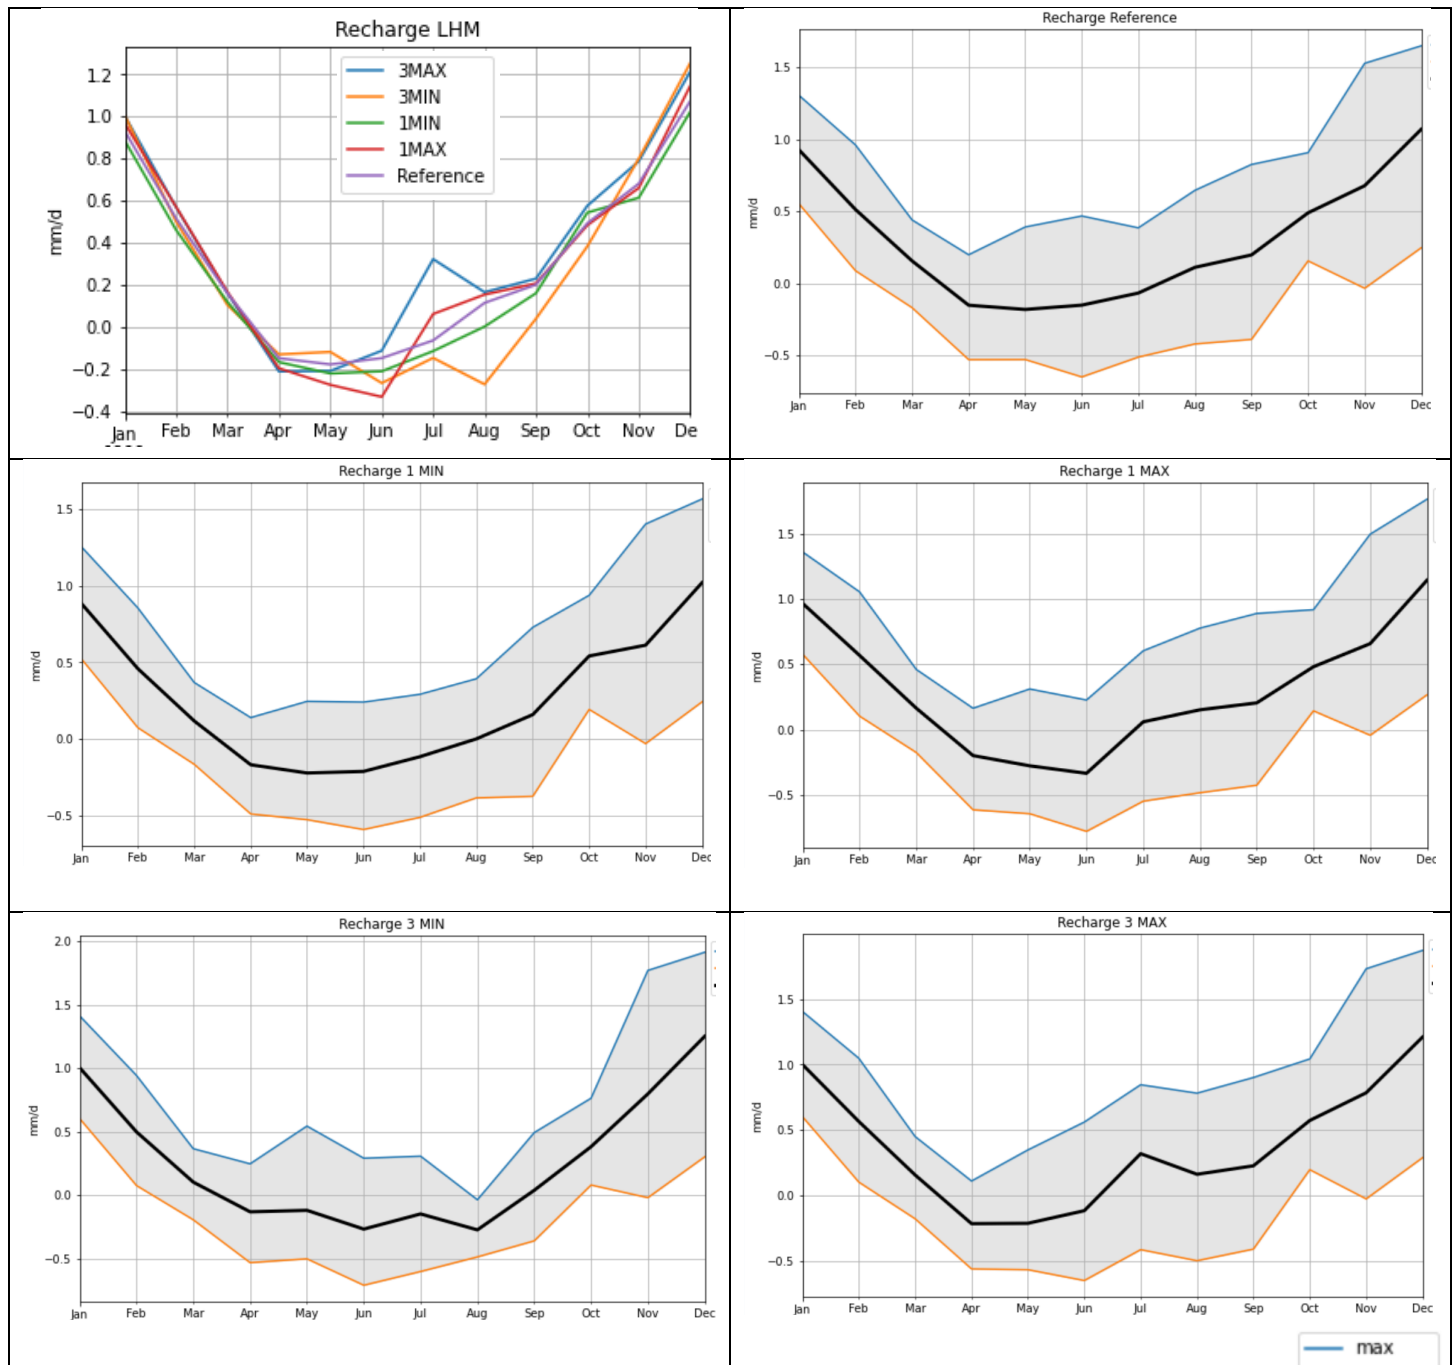 Recharge LHM
1.2
1.0
0.8
0.6
0.4
0.2
0.0
−0.2
−0.4
mm/d
3MAX
3MIN
1MIN
1MAX
Reference
Jan Feb Mar Apr May Jun Jul Aug Sep Oct Nov De
Recharge Reference
1.5
1.0
0.5
0.0
−0.5
mm/d
Jan Feb Mar Apr May Jun Jul Aug Sep Oct Nov Dec
Recharge 1 MIN
1.5
1.0
0.5
0.0
−0.5
mm/d
Jan Feb Mar Apr May Jun Jul Aug Sep Oct Nov Dec
Recharge 1 MAX
1.5
1.0
0.5
0.0
−0.5
mm/d
Jan Feb Mar Apr May Jun Jul Aug Sep Oct Nov Dec
Recharge 3 MIN
2.0
1.5
1.0
0.5
0.0
−0.5
mm/d
Jan Feb Mar Apr May Jun Jul Aug Sep Oct Nov Dec
Recharge 3 MAX
1.5
1.0
0.5
0.0
−0.5
mm/d
Jan Feb Mar Apr May Jun Jul Aug Sep Oct Nov Dec
max